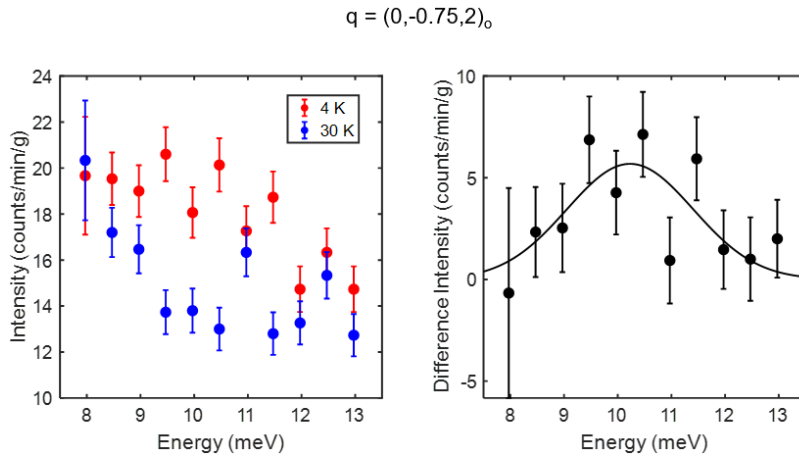 q = (0,-0.75,2)ₒ
24
22
20
18
16
14
12
10
Intensity (counts/min/g)
4 K
30 K
8 9 10 11 12 13
Energy (meV)
10
5
0
-5
Difference Intensity (counts/min/g)
8 9 10 11 12 13
Energy (meV)